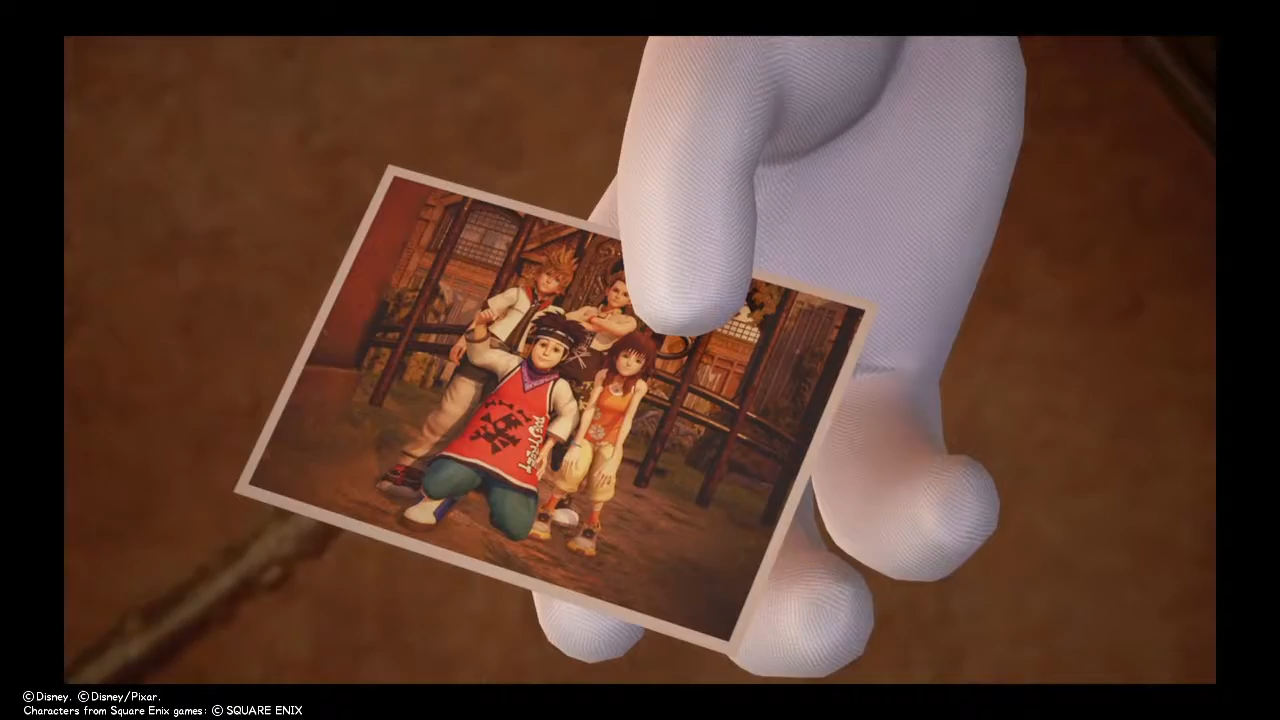 ©Disney. ©Disney/Pixar.
Characters from Square Enix games: © SQUARE ENIX